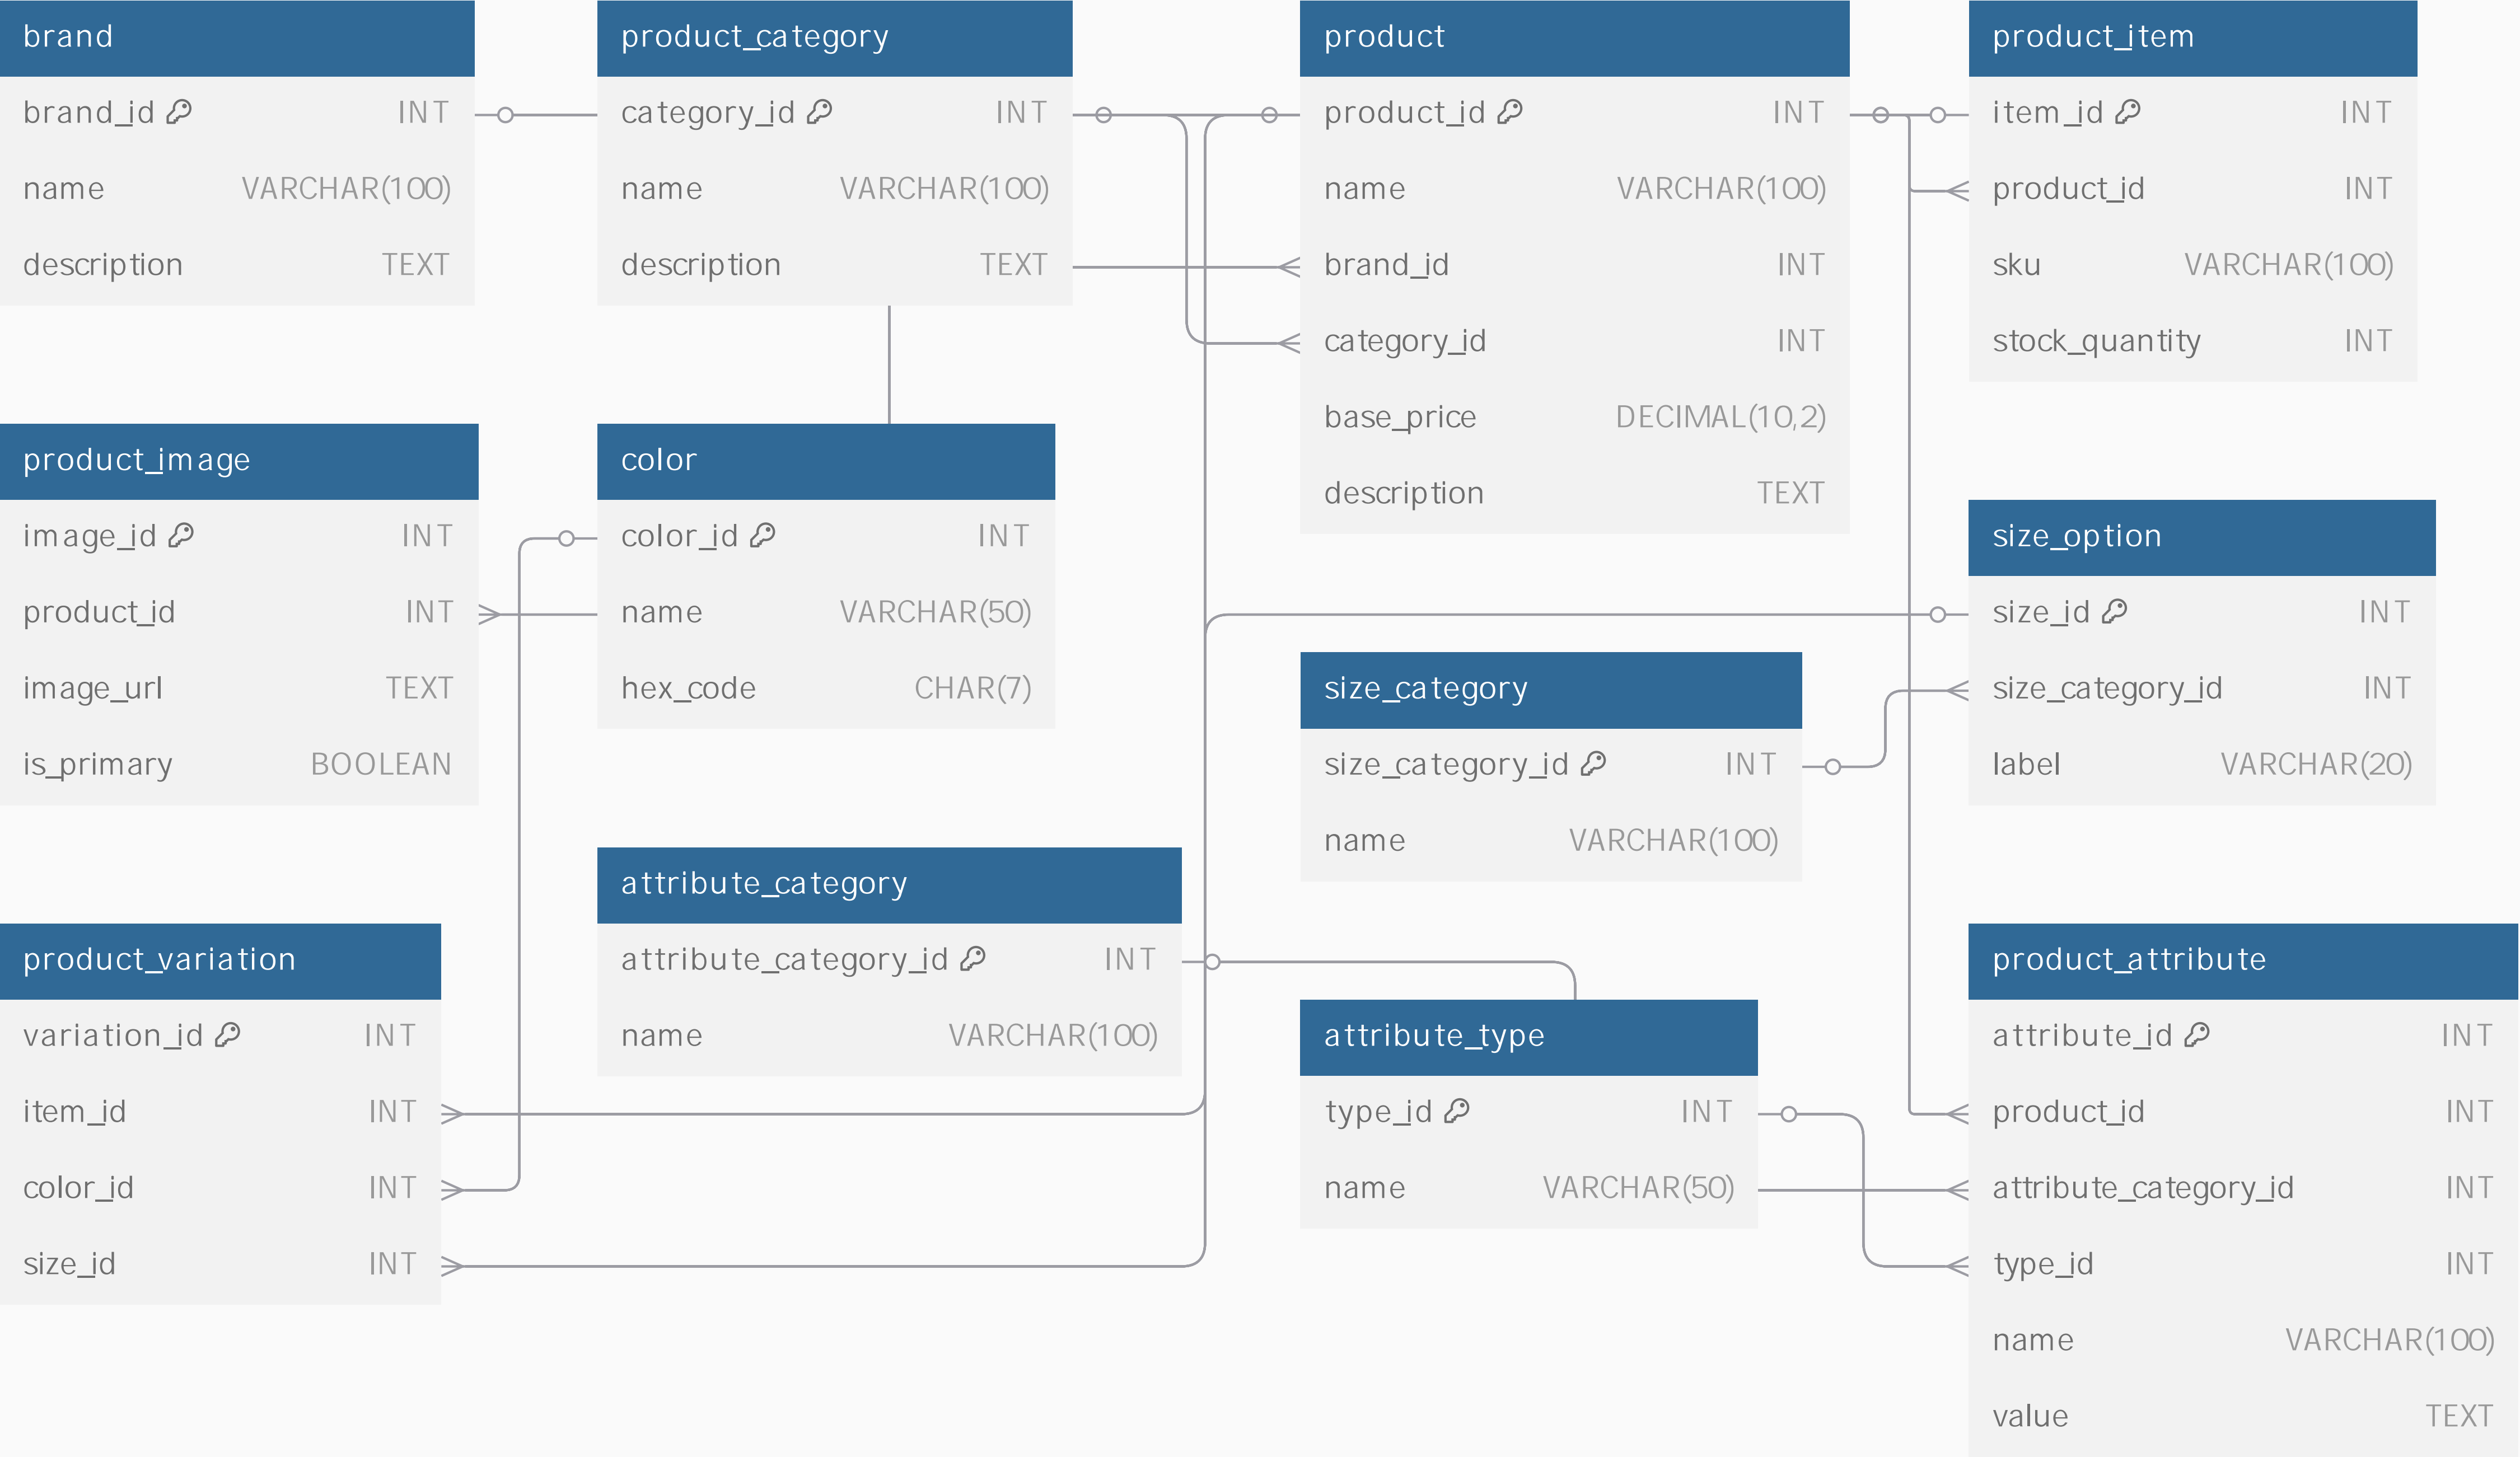 brand
brand_id INT
name VARCHAR(100)
description TEXT
product_category
category_id INT
name VARCHAR(100)
description TEXT
product
product_id INT
name VARCHAR(100)
brand_id INT
category_id INT
base_price DECIMAL(10,2)
description TEXT
product_item
item_id INT
product_id INT
sku VARCHAR(100)
stock_quantity INT
product_image
image_id INT
product_id INT
image_url TEXT
is_primary BOOLEAN
color
color_id INT
name VARCHAR(50)
hex_code CHAR(7)
size_option
size_id INT
size_category_id INT
label VARCHAR(20)
size_category
size_category_id INT
name VARCHAR(100)
attribute_category
attribute_category_id INT
name VARCHAR(100)
product_variation
variation_id INT
item_id INT
color_id INT
size_id INT
attribute_type
type_id INT
name VARCHAR(50)
product_attribute
attribute_id INT
product_id INT
attribute_category_id INT
type_id INT
name VARCHAR(100)
value TEXT